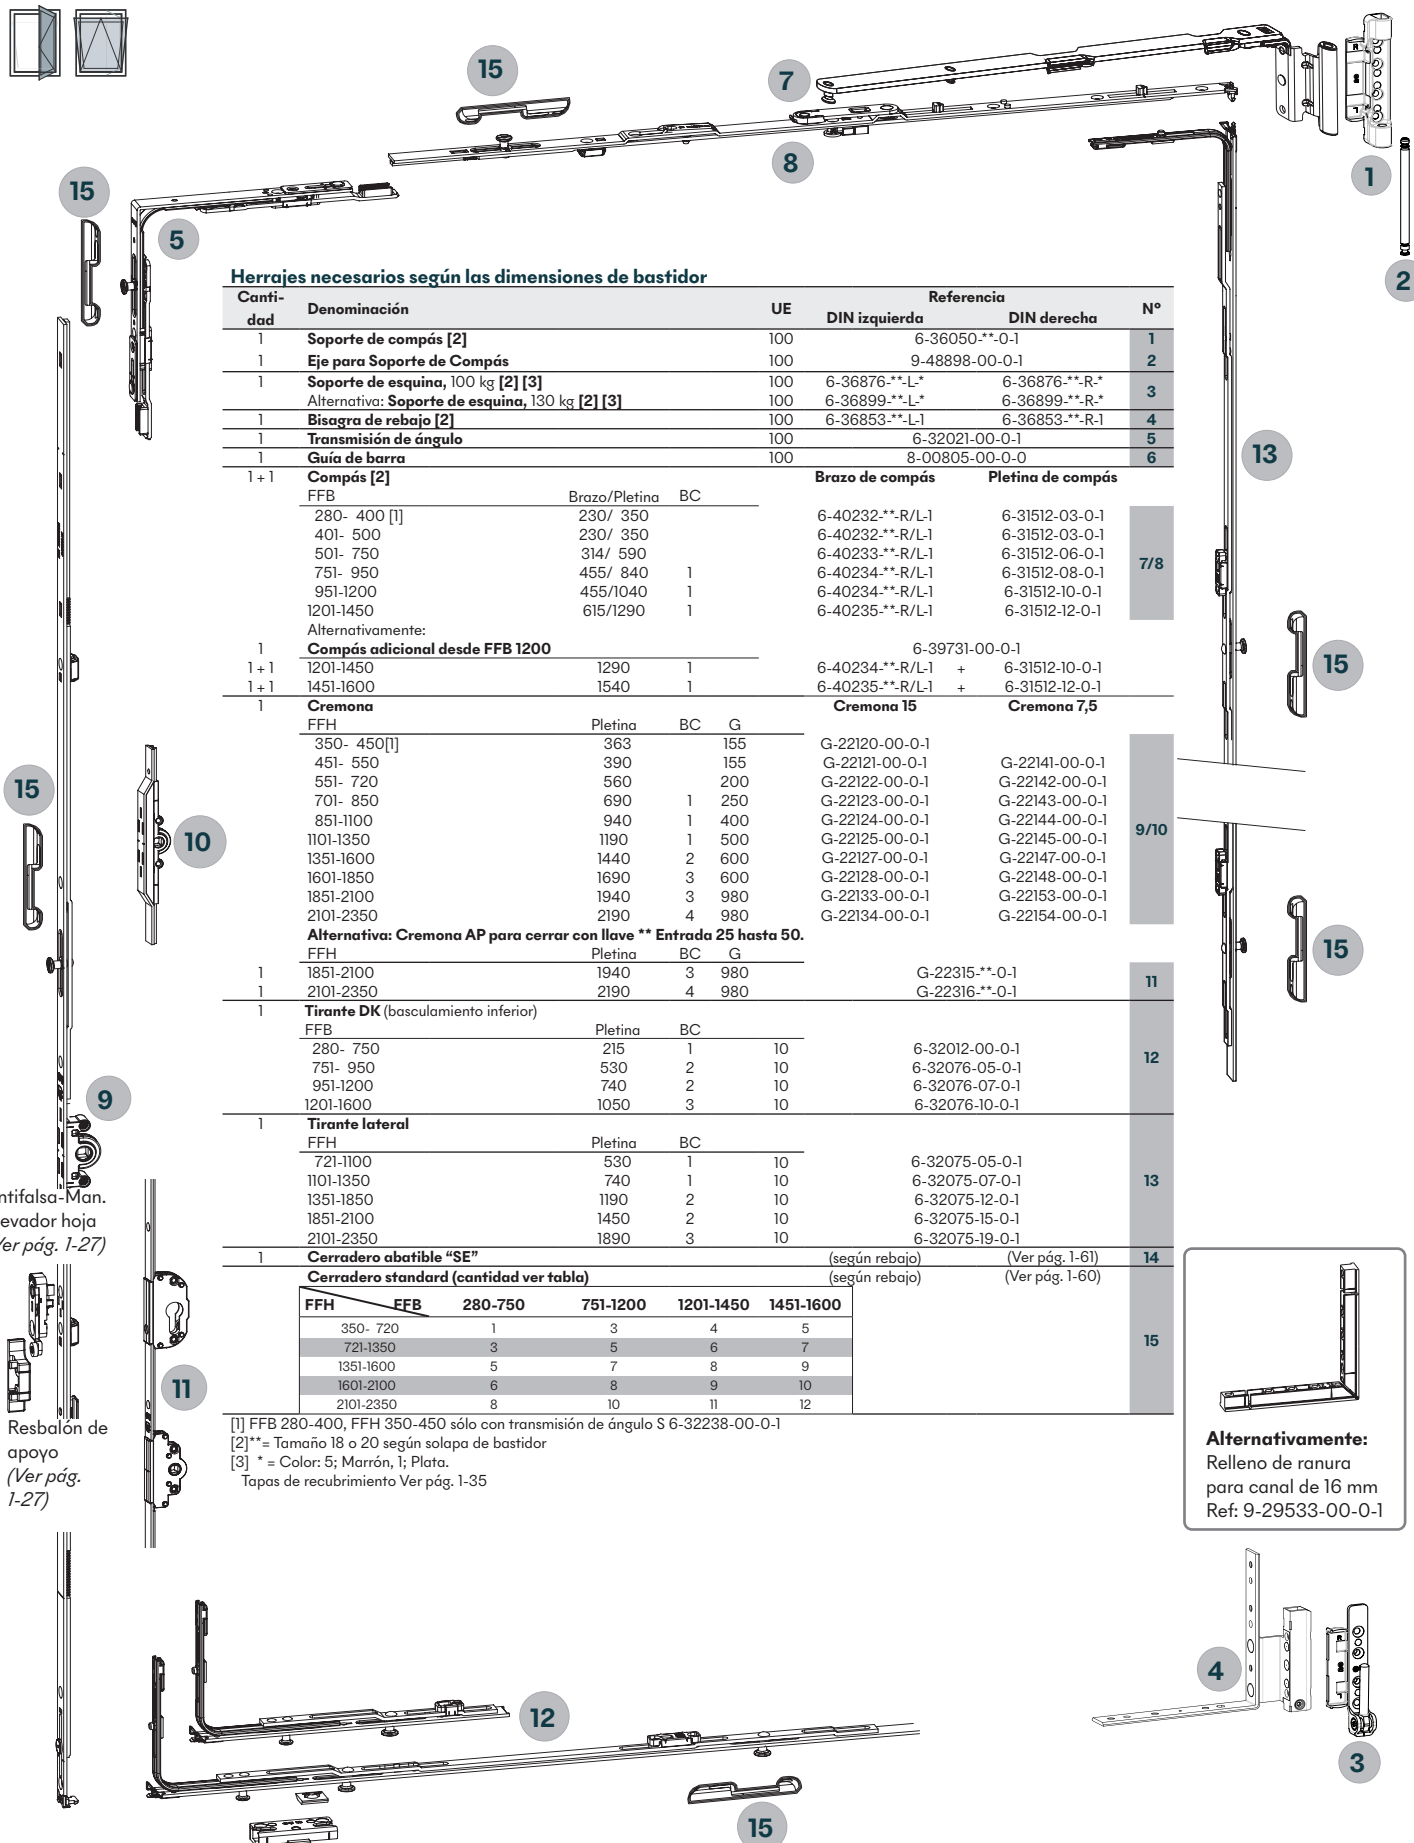 15
7
8
1
2
15
5
Herrajes necesarios según las dimensiones de bastidor
Canti-dad Denominación UE Referencia DIN izquierda DIN derecha N°
1 Soporte de compás [2] 100 6-36050-**-0-1 1
1 Eje para Soporte de Compás 100 9-48898-00-0-1 2
1 Soporte de esquina, 100 kg [2] [3] 100 6-36876-**-L-* 6-36876-**-R-* 3
Alternativa: Soporte de esquina, 130 kg [2] [3] 100 6-36899-**-L-* 6-36899-**-R-*
1 Bisagra de rebajo [2] 100 6-36853-**-L-1 6-36853-**-R-1 4
1 Transmisión de ángulo 100 6-32021-00-0-1 5
1 Guía de barra 100 8-00805-00-0-0 6
1 + 1 Compás [2] Brazo de compás Pletina de compás
FFB Brazo/Pletina BC
280- 400 [1] 230/ 350 6-40232-**-R/L-1 6-31512-03-0-1
401- 500 230/ 350 6-40232-**-R/L-1 6-31512-03-0-1
501- 750 314/ 590 6-40233-**-R/L-1 6-31512-06-0-1
7/8
751- 950 455/ 840 1 6-40234-**-R/L-1 6-31512-08-0-1
951-1200 455/1040 1 6-40234-**-R/L-1 6-31512-10-0-1
1201-1450 615/1290 1 6-40235-**-R/L-1 6-31512-12-0-1
Alternativamente:
1 Compás adicional desde FFB 1200 6-39731-00-0-1
1 + 1 1201-1450 1290 1 6-40234-**-R/L-1 + 6-31512-10-0-1
1 + 1 1451-1600 1540 1 6-40235-**-R/L-1 + 6-31512-12-0-1
1 Cremona Cremona 15 Cremona 7,5
FFH Pletina BC G
350- 450[1] 363 155 G-22120-00-0-1
451- 550 390 155 G-22121-00-0-1 G-22141-00-0-1
551- 720 560 200 G-22122-00-0-1 G-22142-00-0-1
701- 850 690 1 250 G-22123-00-0-1 G-22143-00-0-1
851-1100 940 1 400 G-22124-00-0-1 G-22144-00-0-1
9/10
1101-1350 1190 1 500 G-22125-00-0-1 G-22145-00-0-1
1351-1600 1440 2 600 G-22127-00-0-1 G-22147-00-0-1
1601-1850 1690 3 600 G-22128-00-0-1 G-22148-00-0-1
1851-2100 1940 3 980 G-22133-00-0-1 G-22153-00-0-1
2101-2350 2190 4 980 G-22134-00-0-1 G-22154-00-0-1
Alternativa: Cremona AP para cerrar con llave ** Entrada 25 hasta 50.
FFH Pletina BC G
1 1851-2100 1940 3 980 G-22315-**-0-1
11
1 2101-2350 2190 4 980 G-22316-**-0-1
1 Tirante DK (basculamiento inferior)
FFB Pletina BC
280- 750 215 1 10 6-32012-00-0-1
12
751- 950 530 2 10 6-32076-05-0-1
951-1200 740 2 10 6-32076-07-0-1
1201-1600 1050 3 10 6-32076-10-0-1
1 Tirante lateral
FFH Pletina BC
721-1100 530 1 10 6-32075-05-0-1
1101-1350 740 1 10 6-32075-07-0-1
13
1351-1850 1190 2 10 6-32075-12-0-1
1851-2100 1450 2 10 6-32075-15-0-1
2101-2350 1890 3 10 6-32075-19-0-1
1 Cerradero abatible “SE” (según rebajo) (Ver pág. 1-61) 14
Cerradero standard (cantidad ver tabla) (según rebajo) (Ver pág. 1-60)
15
FFH FFB 280-750 751-1200 1201-1450 1451-1600
350- 720 1 3 4 5
721-1350 3 5 6 7
1351-1600 5 7 8 9
1601-2100 6 8 9 10
2101-2350 8 10 11 12
[1] FFB 280-400, FFH 350-450 sólo con transmisión de ángulo S 6-32238-00-0-1
[2]**= Tamaño 18 o 20 según solapa de bastidor
[3] * = Color: 5; Marrón, 1; Plata.
Tapas de recubrimiento Ver pág. 1-35
13
15
15
15
10
9
ntifalsa-Man.
evador hoja
Ver pág. 1-27)
11
Resbalón de
apoyo
(Ver pág.
1-27)
Alternativamente:
Relleno de ranura
para canal de 16 mm
Ref: 9-29533-00-0-1
4
3
12
15